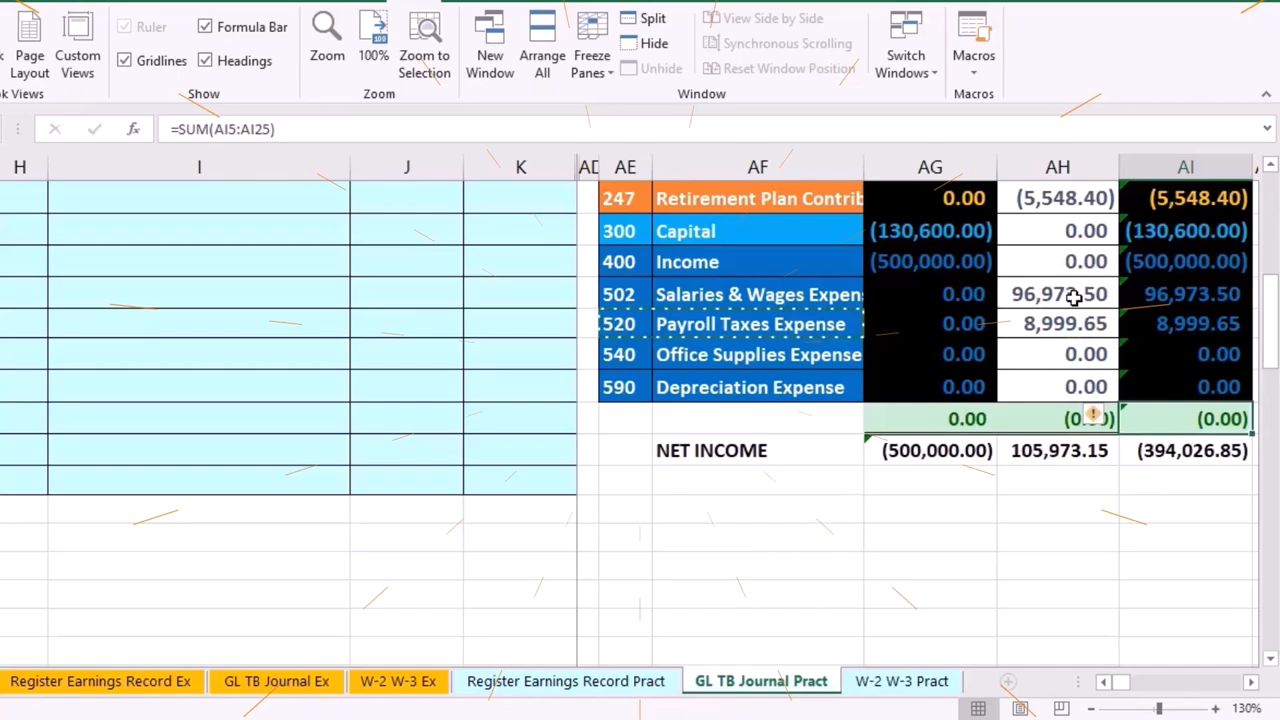 Page Layout
Custom Views
Ruler
Formula Bar
Gridlines
Headings
Zoom
100%
Zoom to Selection
New Window
Arrange All
Freeze Panes
Split
Hide
Unhide
View Side by Side
Synchronous Scrolling
Reset Window Position
Switch Windows
Macros
k Views
Show
Zoom
Window
Macros
fx =SUM(AI5:AI25)
H I J K AD AE AF AG AH AI
247 Retirement Plan Contrib 0.00 (5,548.40) (5,548.40)
300 Capital (130,600.00) 0.00 (130,600.00)
400 Income (500,000.00) 0.00 (500,000.00)
502 Salaries & Wages Expen 0.00 96,973.50 96,973.50
520 Payroll Taxes Expense 0.00 8,999.65 8,999.65
540 Office Supplies Expense 0.00 0.00 0.00
590 Depreciation Expense 0.00 0.00 0.00
0.00 (0.00) (0.00)
NET INCOME (500,000.00) 105,973.15 (394,026.85)
Register Earnings Record Ex
GL TB Journal Ex
W-2 W-3 Ex
Register Earnings Record Pract
GL TB Journal Pract
W-2 W-3 Pract
130%